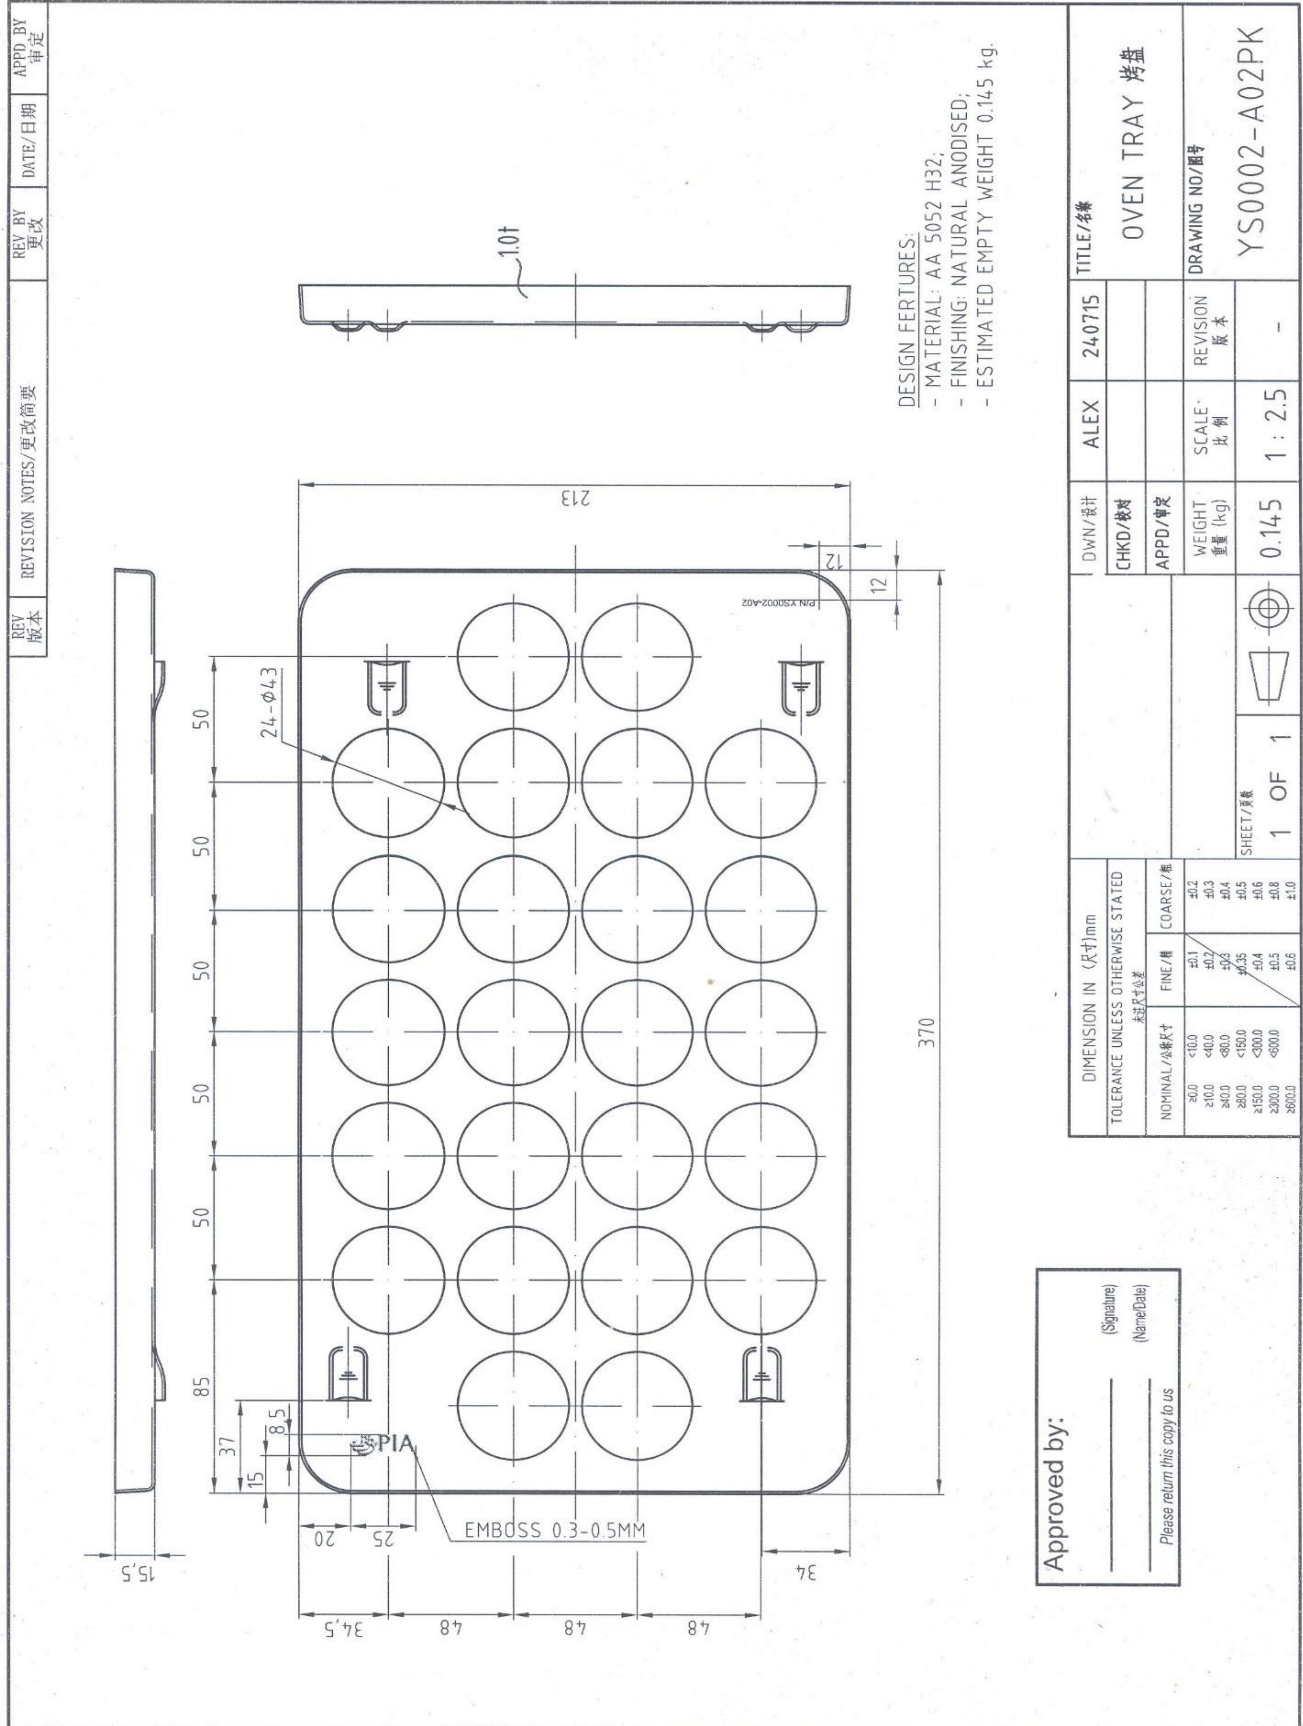 REV
版本
REVISION NOTES/更改简要
REV BY
更改
DATE/日期
APPD BY
审定
15,5
50
50
50
50
50
85
37
15
8,5
24-Φ43
PIA
20
25
EMBOSS 0.3-0.5MM
34,5
48
48
48
34
213
12
12
P/N YS0002-A02
370
1.0t
DESIGN FERTURES:
- MATERIAL: AA 5052 H32;
- FINISHING: NATURAL ANODISED;
- ESTIMATED EMPTY WEIGHT 0.145 kg.
Approved by:
(Signature)
(Name/Date)
Please return this copy to us
DIMENSION IN (尺寸)mm
TOLERANCE UNLESS OTHERWISE STATED
未注尺寸公差
NOMINAL/公称尺寸 FINE/精 COARSE/粗
≥0.0 <10.0 ±0.1 ±0.2
≥10.0 <40.0 ±0.2 ±0.3
≥40.0 <80.0 ±0.3 ±0.4
≥80.0 <150.0 ±0.35 ±0.5
≥150.0 <300.0 ±0.4 ±0.6
≥300.0 <600.0 ±0.5 ±0.8
≥600.0 ±0.6 ±1.0
SHEET/页数
1 OF 1
DWN/设计 ALEX 240715
CHKD/校对
APPD/审定
WEIGHT
重量 (kg)
0.145
SCALE
比例
1 : 2.5
REVISION
版本
-
TITLE/名称
OVEN TRAY 烤盘
DRAWING NO/图号
YS0002-A02PK